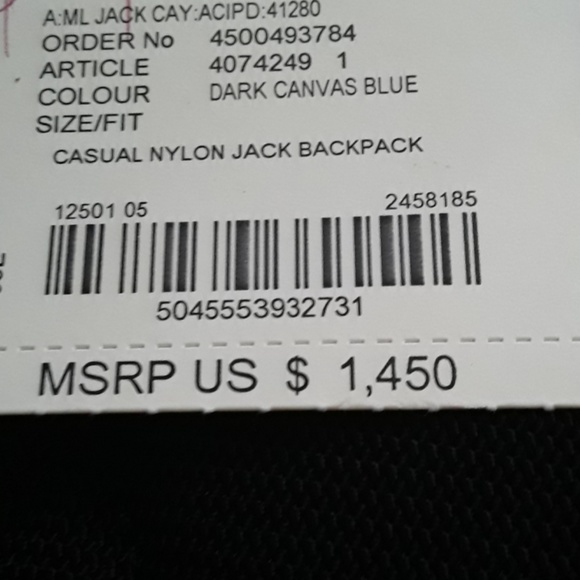 A:ML JACK CAY:ACIPD:41280
ORDER No 4500493784
ARTICLE 4074249 1
COLOUR DARK CANVAS BLUE
SIZE/FIT
CASUAL NYLON JACK BACKPACK
12501 05 2458185
5045553932731
MSRP US $ 1,450